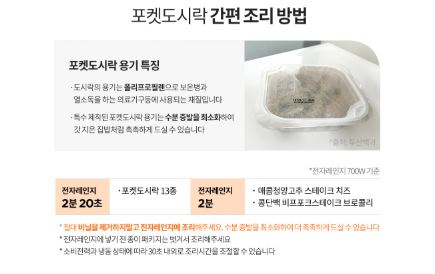 포켓도시락 간편 조리 방법
포켓도시락 용기 특징
· 도시락의 용기는 폴리프로필렌으로 보온병과
열소독을 하는 의료기구등에 사용되는 재질입니다
· 특수 제작된 포켓도시락 용기는 수분 증발을 최소화하여
갓 지은 집밥처럼 촉촉하게 드실 수 있습니다
*출처: 두산백과
*전자레인지 700W 기준
전자레인지
2분 20초
· 포켓도시락 13종
전자레인지
2분
· 매콤청양고추 스테이크 치즈
· 콩단백 비프포크스테이크 브로콜리
* 절대 비닐을 제거하지말고 전자레인지에 조리해주세요. 수분 증발을 최소화하여 더 촉촉하게 드실 수 있습니다
* 전자레인지에 넣기 전 종이 패키지는 벗겨서 조리해주세요
* 소비전력과 냉동 상태에 따라 30초 내외로 조리시간을 조절할 수 있습니다